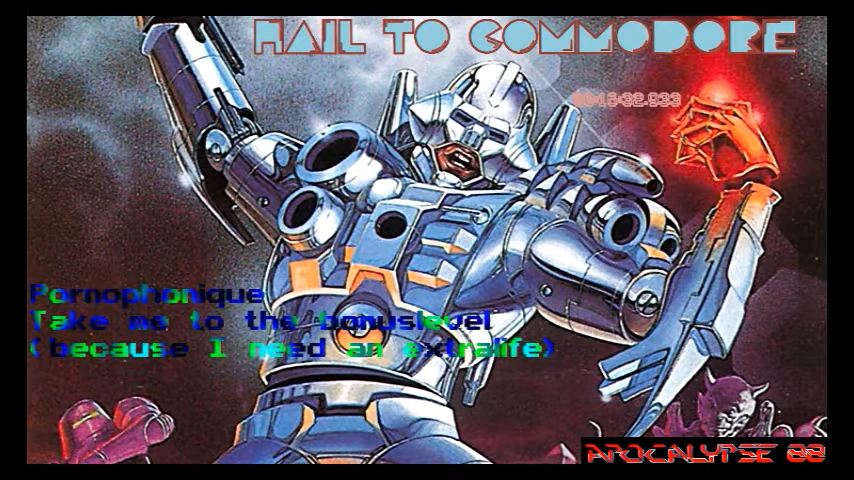 HAIL TO COMMODORE
Pornophonique
Take me to the bonuslevel
(because I need an extralife)
APOCALYPSE 88